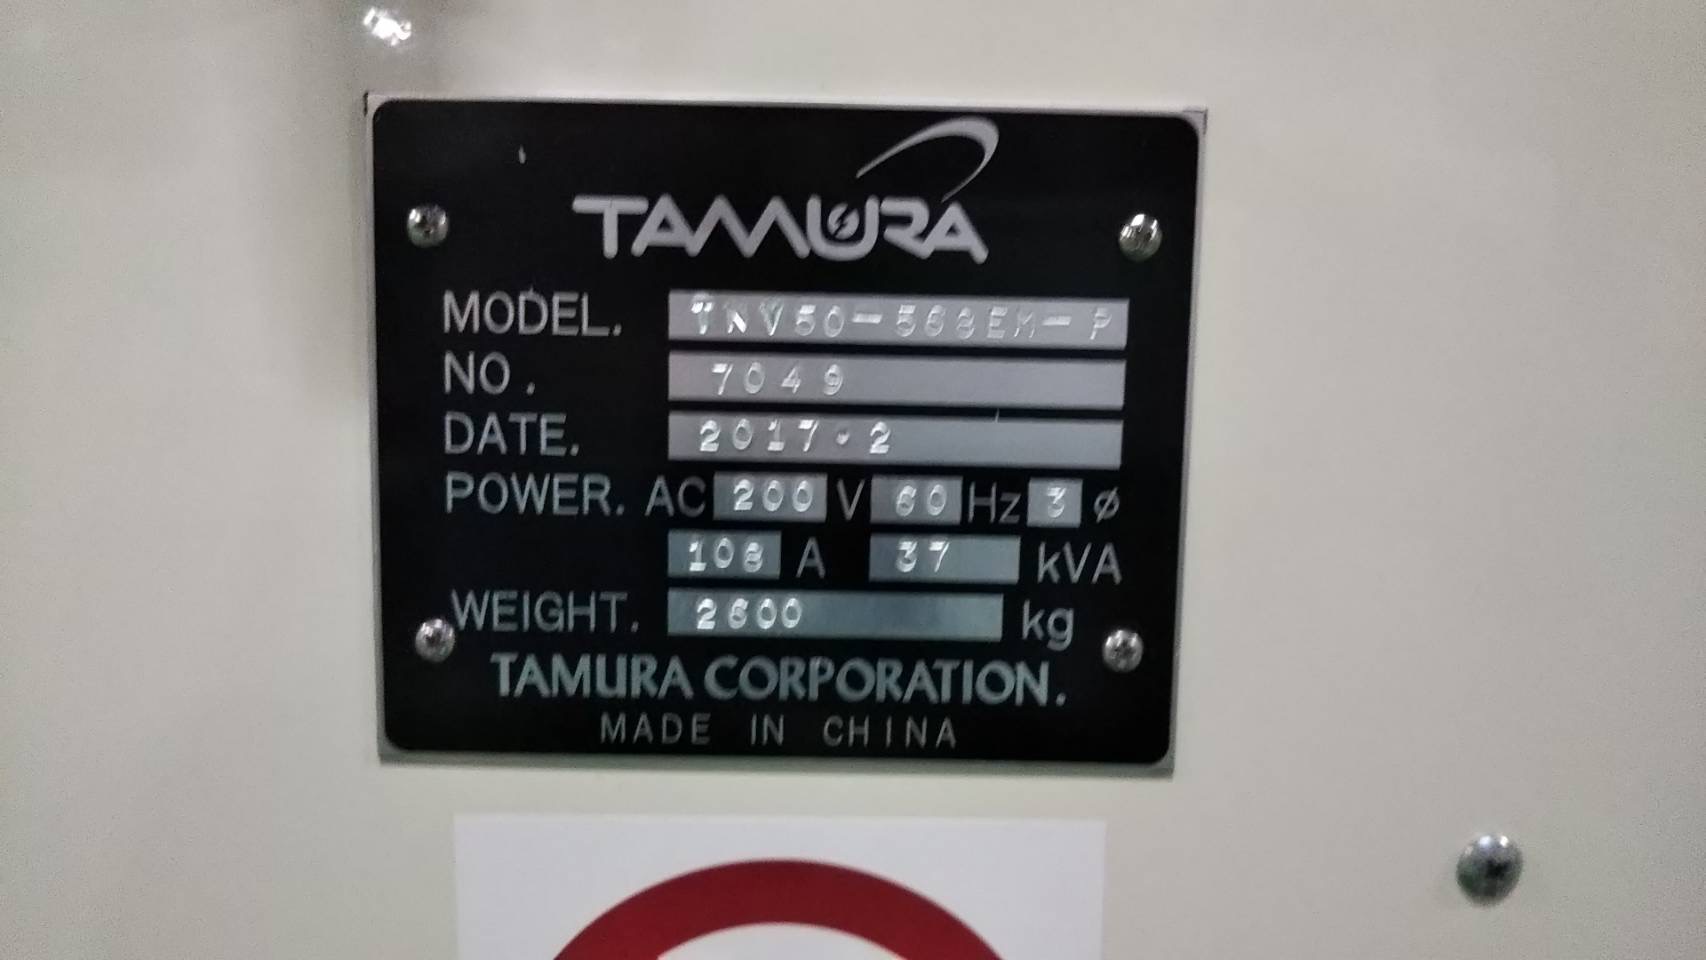 TAMURA
MODEL. TNV50-568EM-P
NO. 7049
DATE. 2017.2
POWER. AC 200 V 60 Hz 3 ø
108 A 37 kVA
WEIGHT. 2600 kg
TAMURA CORPORATION.
MADE IN CHINA